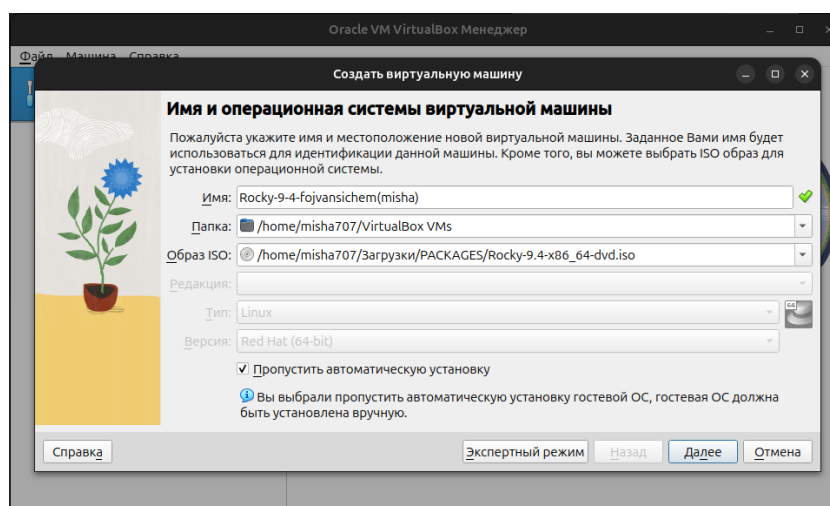 Oracle VM VirtualBox Менеджер
Файл Машина Справка
Создать виртуальную машину
Имя и операционная системы виртуальной машины
Пожалуйста укажите имя и местоположение новой виртуальной машины. Заданное Вами имя будет
использоваться для идентификации данной машины. Кроме того, вы можете выбрать ISO образ для
установки операционной системы.
Имя: Rocky-9-4-fojvansichem(misha)
Папка: /home/misha707/VirtualBox VMs
Образ ISO: /home/misha707/Загрузки/PACKAGES/Rocky-9.4-x86_64-dvd.iso
Редакция:
Тип: Linux
64
Версия: Red Hat (64-bit)
Пропустить автоматическую установку
Вы выбрали пропустить автоматическую установку гостевой ОС, гостевая ОС должна
быть установлена вручную.
Справка Экспертный режим Назад Далее Отмена